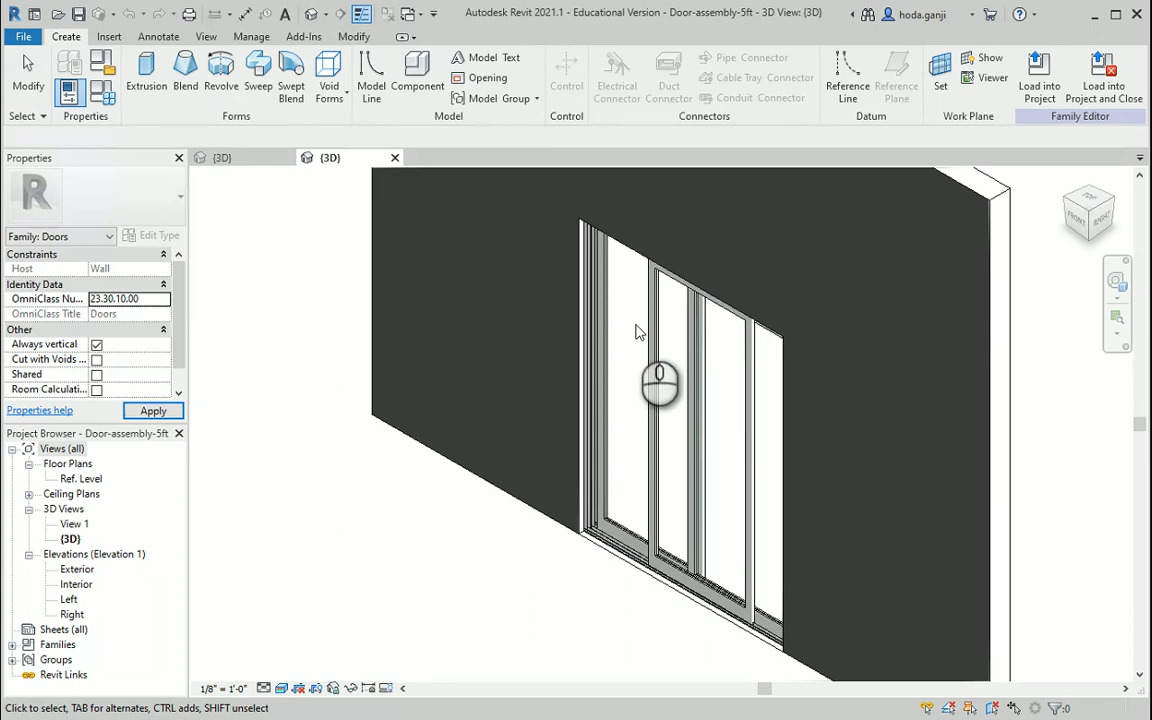 Autodesk Revit 2021.1 - Educational Version - Door-assembly-5ft - 3D View: {3D}
hoda.ganji
File Create Insert Annotate View Manage Add-Ins Modify
Modify
Extrusion Blend Revolve Sweep Swept Blend Void Forms
Model Line Component
Model Text
Opening
Model Group
Control
Electrical Connector Duct Connector
Pipe Connector
Cable Tray Connector
Conduit Connector
Reference Line Reference Plane
Set
Show
Viewer
Load into Project Load into Project and Close
Select Properties Forms Model Control Connectors Datum Work Plane Family Editor
Properties
{3D} {3D}
Family: Doors Edit Type
Constraints
Host Wall
Identity Data
OmniClass Nu... 23.30.10.00
OmniClass Title Doors
Other
Always vertical
Cut with Voids ...
Shared
Room Calculati...
Properties help Apply
Project Browser - Door-assembly-5ft
Views (all)
Floor Plans
Ref. Level
Ceiling Plans
3D Views
View 1
{3D}
Elevations (Elevation 1)
Exterior
Interior
Left
Right
Sheets (all)
Families
Groups
Revit Links
TOP
FRONT RIGHT
1/8" = 1'-0"
Click to select, TAB for alternates, CTRL adds, SHIFT unselect
:0